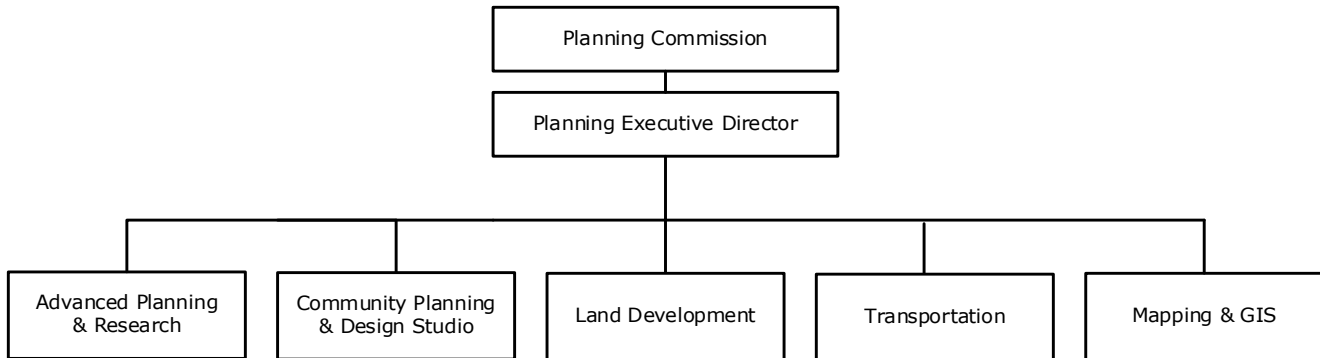 Planning Commission
Planning Executive Director
Advanced Planning
& Research
Community Planning
& Design Studio
Land Development
Transportation
Mapping & GIS